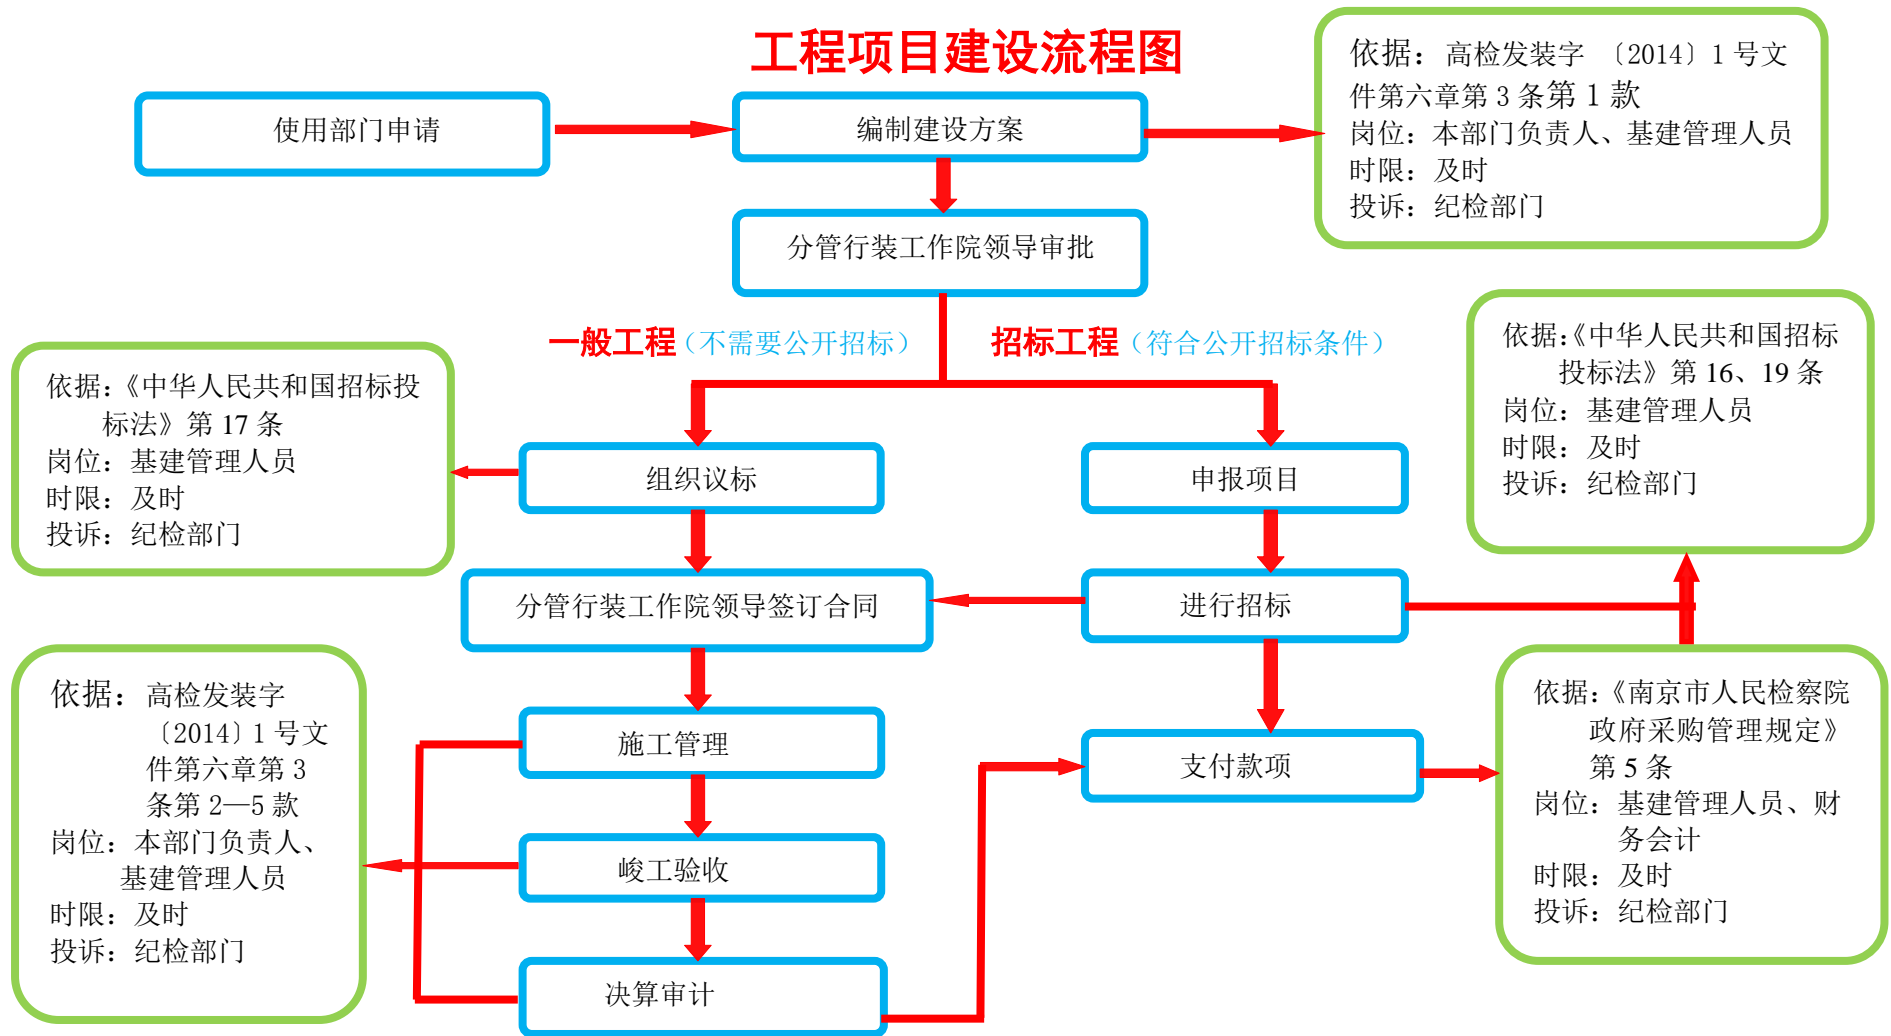 工程项目建设流程图
使用部门申请
编制建设方案
依据：高检发装字 〔2014〕1 号文
件第六章第 3 条第 1 款
岗位：本部门负责人、基建管理人员
时限：及时
投诉：纪检部门
分管行装工作院领导审批
一般工程（不需要公开招标）
招标工程（符合公开招标条件）
依据：《中华人民共和国招标投
标法》第 17 条
岗位：基建管理人员
时限：及时
投诉：纪检部门
组织议标
申报项目
依据：《中华人民共和国招标
投标法》第 16、19 条
岗位：基建管理人员
时限：及时
投诉：纪检部门
分管行装工作院领导签订合同
进行招标
依据：高检发装字
〔2014〕1 号文
件第六章第 3
条第 2—5 款
岗位：本部门负责人、
基建管理人员
时限：及时
投诉：纪检部门
施工管理
支付款项
依据：《南京市人民检察院
政府采购管理规定》
第 5 条
岗位：基建管理人员、财
务会计
时限：及时
投诉：纪检部门
峻工验收
决算审计